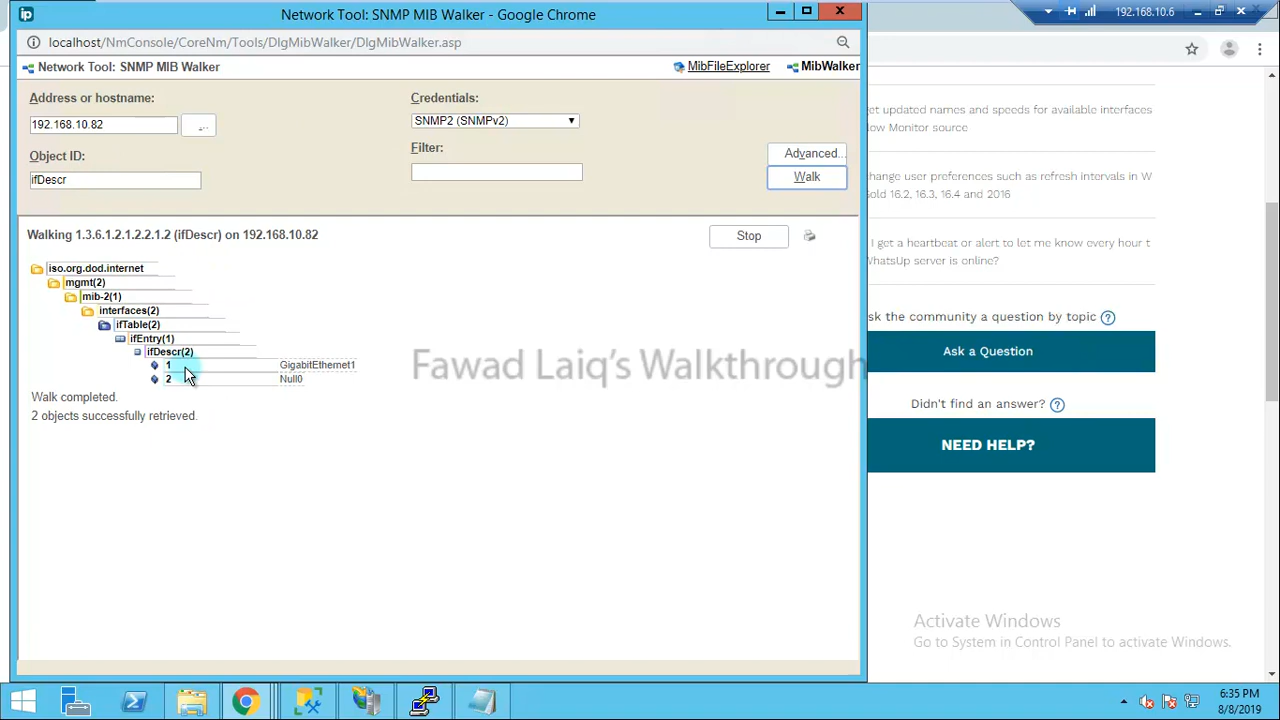 Network Tool: SNMP MIB Walker - Google Chrome
192.168.10.6
localhost/NmConsole/CoreNm/Tools/DlgMibWalker/DlgMibWalker.asp
Network Tool: SNMP MIB Walker
MibFileExplorer
MibWalker
Address or hostname:
Credentials:
192.168.10.82
...
SNMP2 (SNMPv2)
Object ID:
Filter:
Advanced...
ifDescr
Walk
Walking 1.3.6.1.2.1.2.2.1.2 (ifDescr) on 192.168.10.82
Stop
iso.org.dod.internet
mgmt(2)
mib-2(1)
interfaces(2)
ifTable(2)
ifEntry(1)
ifDescr(2)
1 GigabitEthernet1
2 Null0
Walk completed.
2 objects successfully retrieved.
Fawad Laiq's Walkthrough
get updated names and speeds for available interfaces
low Monitor source
change user preferences such as refresh intervals in W
Gold 16.2, 16.3, 16.4 and 2016
I get a heartbeat or alert to let me know every hour t
WhatsUp server is online?
sk the community a question by topic ?
Ask a Question
Didn't find an answer? ?
NEED HELP?
Activate Windows
Go to System in Control Panel to activate Windows.
6:35 PM
8/8/2019